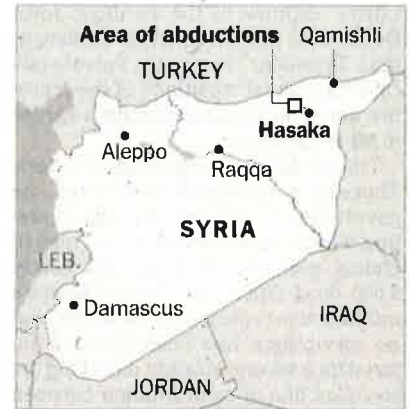 Area of abductions
Qamishli
TURKEY
Hasaka
Aleppo
Raqqa
SYRIA
LEB.
Damascus
IRAQ
JORDAN